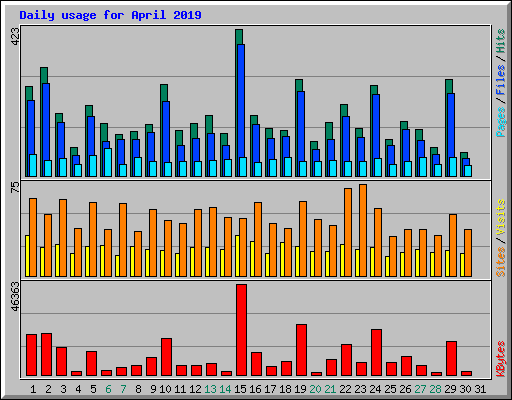 Daily usage for April 2019
423
Pages / Files / Hits
75
Sites / Visits
46363
KBytes
1 2 3 4 5 6 7 8 9 10 11 12 13 14 15 16 17 18 19 20 21 22 23 24 25 26 27 28 29 30 31